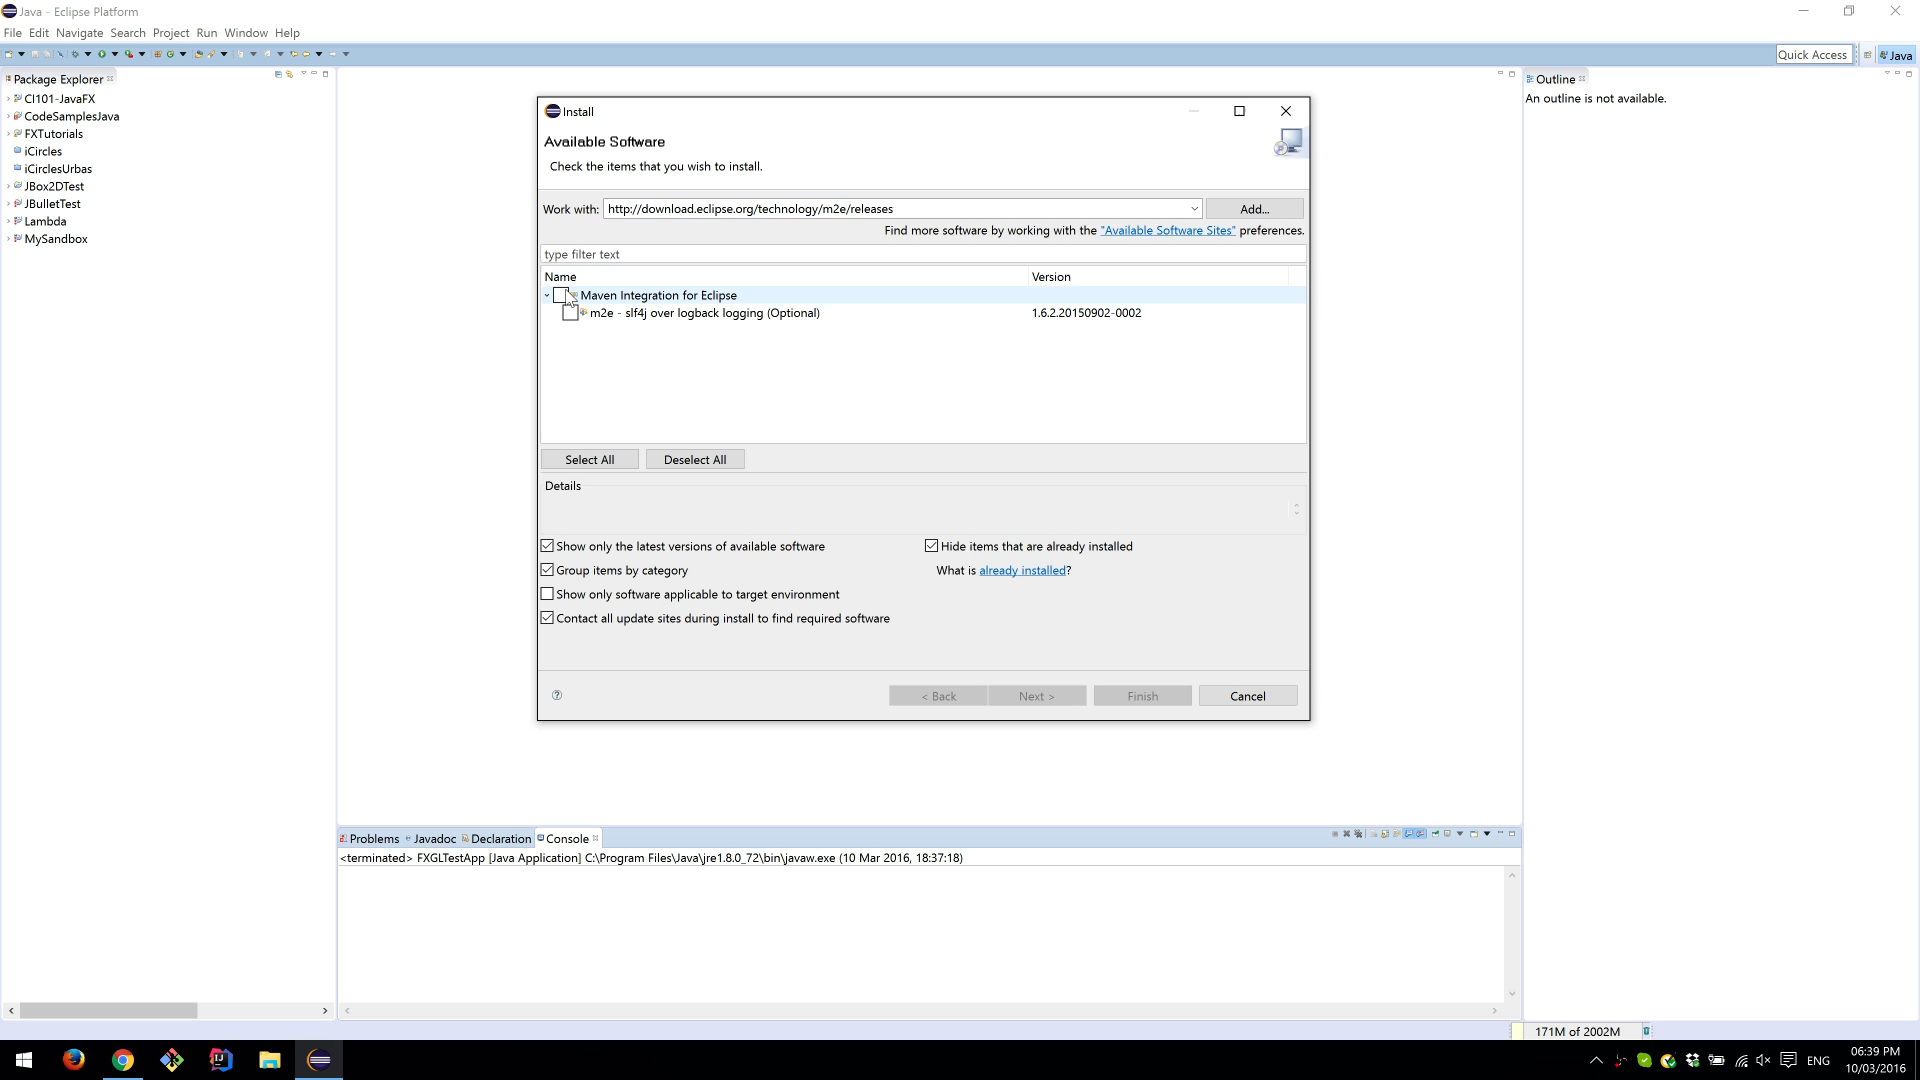 Java - Eclipse Platform
File Edit Navigate Search Project Run Window Help
Quick Access
Java
Package Explorer
CI101-JavaFX
CodeSamplesJava
FXTutorials
iCircles
iCirclesUrbas
JBox2DTest
JBulletTest
Lambda
MySandbox
Outline
An outline is not available.
Install
Available Software
Check the items that you wish to install.
Work with: http://download.eclipse.org/technology/m2e/releases Add...
Find more software by working with the "Available Software Sites" preferences.
type filter text
Name Version
Maven Integration for Eclipse
m2e - slf4j over logback logging (Optional) 1.6.2.20150902-0002
Select All Deselect All
Details
Show only the latest versions of available software Hide items that are already installed
Group items by category What is already installed?
Show only software applicable to target environment
Contact all update sites during install to find required software
< Back Next > Finish Cancel
Problems Javadoc Declaration Console
<terminated> FXGLTestApp [Java Application] C:\Program Files\Java\jre1.8.0_72\bin\javaw.exe (10 Mar 2016, 18:37:18)
171M of 2002M
ENG
06:39 PM
10/03/2016